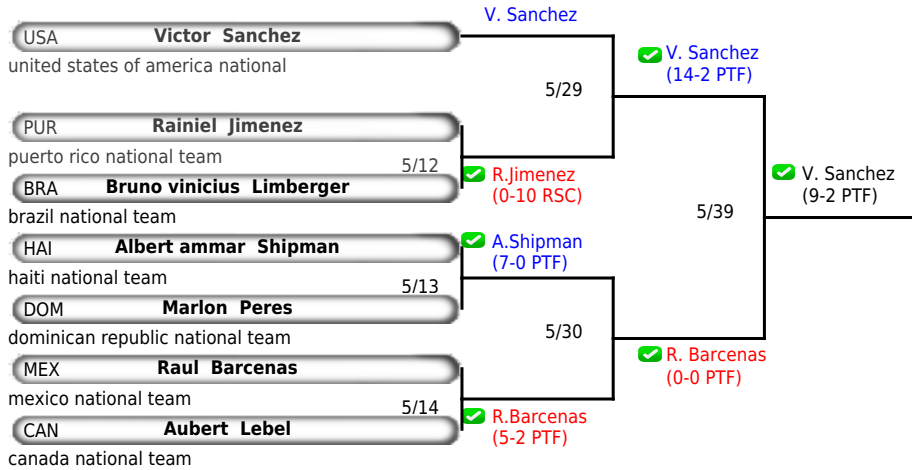 V. Sanchez
USA Victor Sanchez
united states of america national
5/29
V. Sanchez
(14-2 PTF)
PUR Rainiel Jimenez
puerto rico national team
5/12
R.Jimenez
(0-10 RSC)
BRA Bruno vinicius Limberger
brazil national team
V. Sanchez
(9-2 PTF)
5/39
HAI Albert ammar Shipman
haiti national team
A.Shipman
(7-0 PTF)
5/13
DOM Marlon Peres
dominican republic national team
5/30
R. Barcenas
(0-0 PTF)
MEX Raul Barcenas
mexico national team
5/14
R.Barcenas
(5-2 PTF)
CAN Aubert Lebel
canada national team